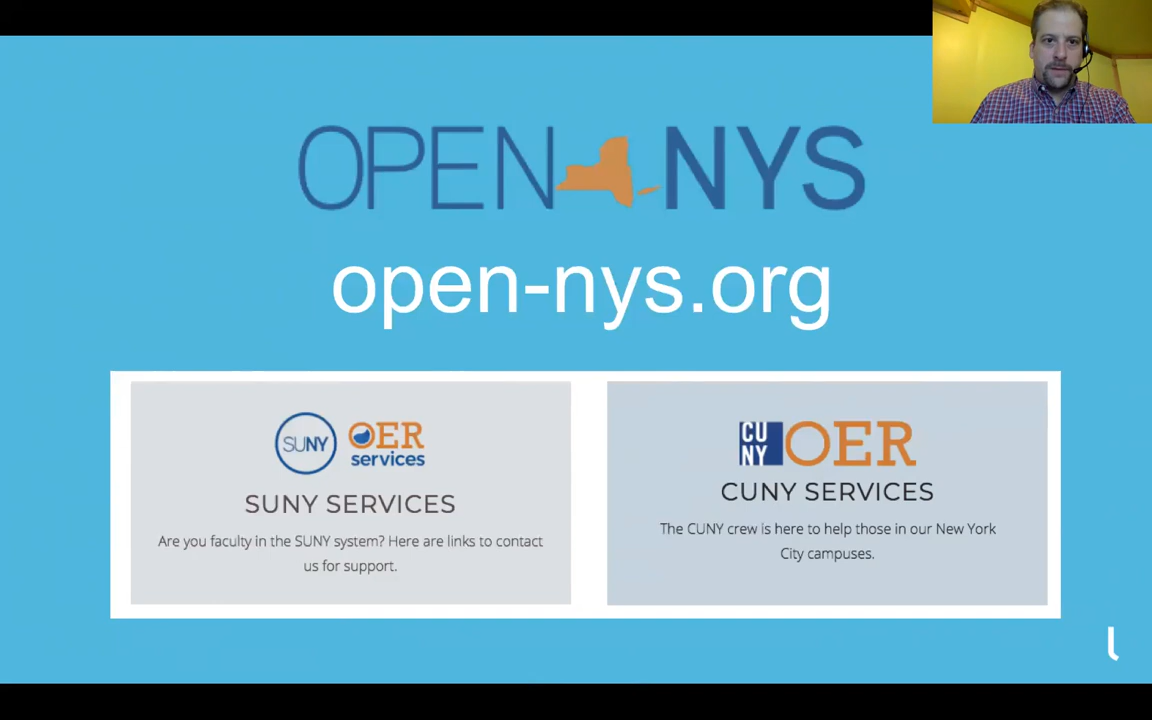 OPEN NYS
open-nys.org
SUNY OER
services
SUNY SERVICES
Are you faculty in the SUNY system? Here are links to contact
us for support.
CU
NY OER
CUNY SERVICES
The CUNY crew is here to help those in our New York
City campuses.